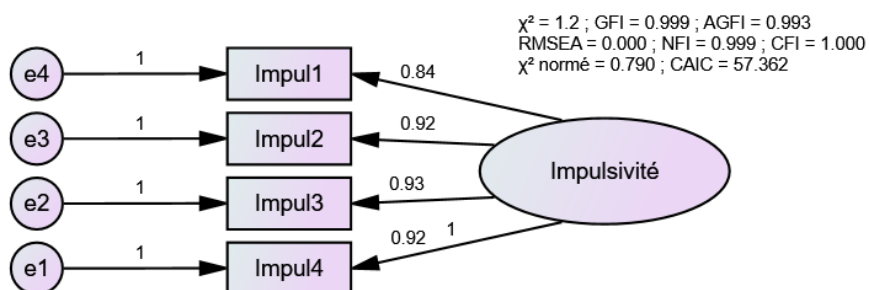 χ² = 1.2 ; GFI = 0.999 ; AGFI = 0.993
RMSEA = 0.000 ; NFI = 0.999 ; CFI = 1.000
χ² normé = 0.790 ; CAIC = 57.362
e4 1 Impul1 0.84
e3 1 Impul2 0.92
Impulsivité
e2 1 Impul3 0.93
e1 1 Impul4 0.92 1